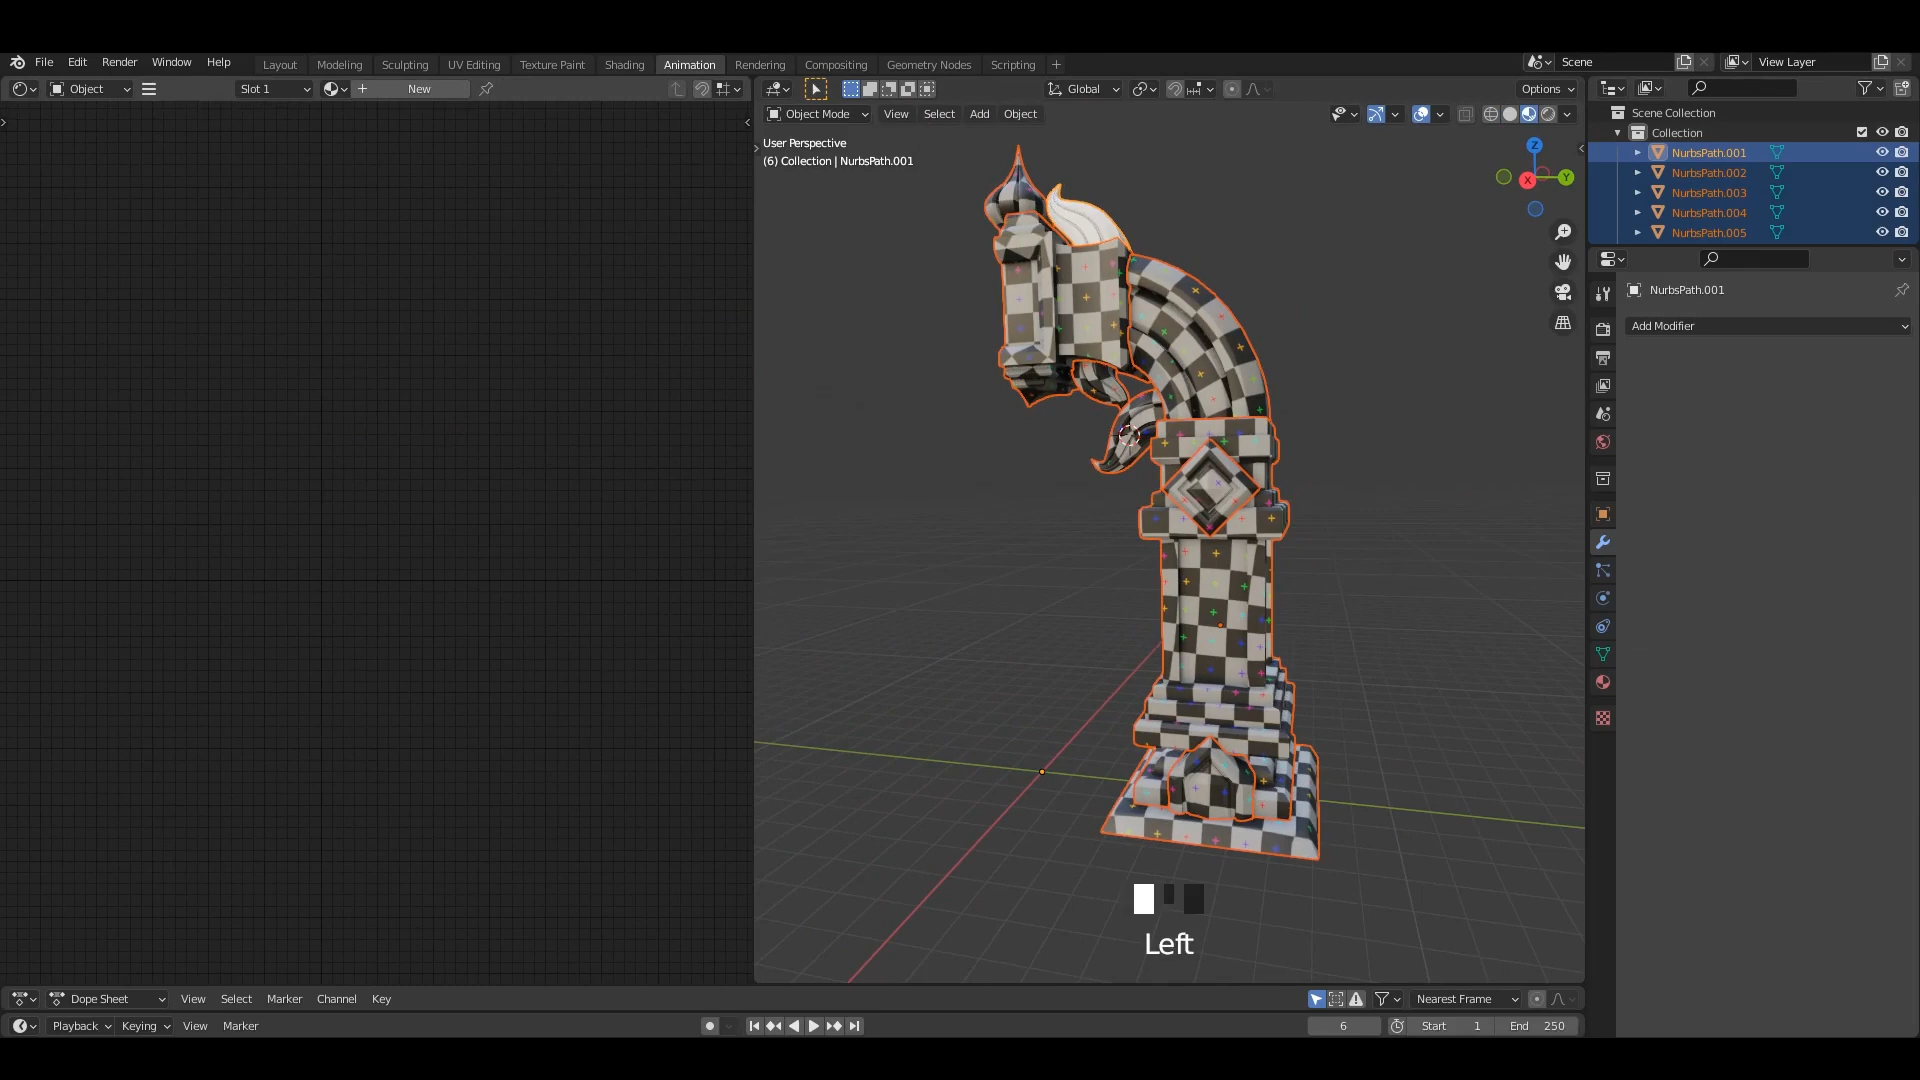 File Edit Render Window Help Layout Modeling Sculpting UV Editing Texture Paint Shading Animation Rendering Compositing Geometry Nodes Scripting + Scene View Layer
Object Slot 1 New Global Options
Object Mode View Select Add Object
User Perspective
(6) Collection | NurbsPath.001
Z
Y
X
Scene Collection
Collection
NurbsPath.001
NurbsPath.002
NurbsPath.003
NurbsPath.004
NurbsPath.005
NurbsPath.001
Add Modifier
Left
Dope Sheet View Select Marker Channel Key Nearest Frame
Playback Keying View Marker 6 Start 1 End 250